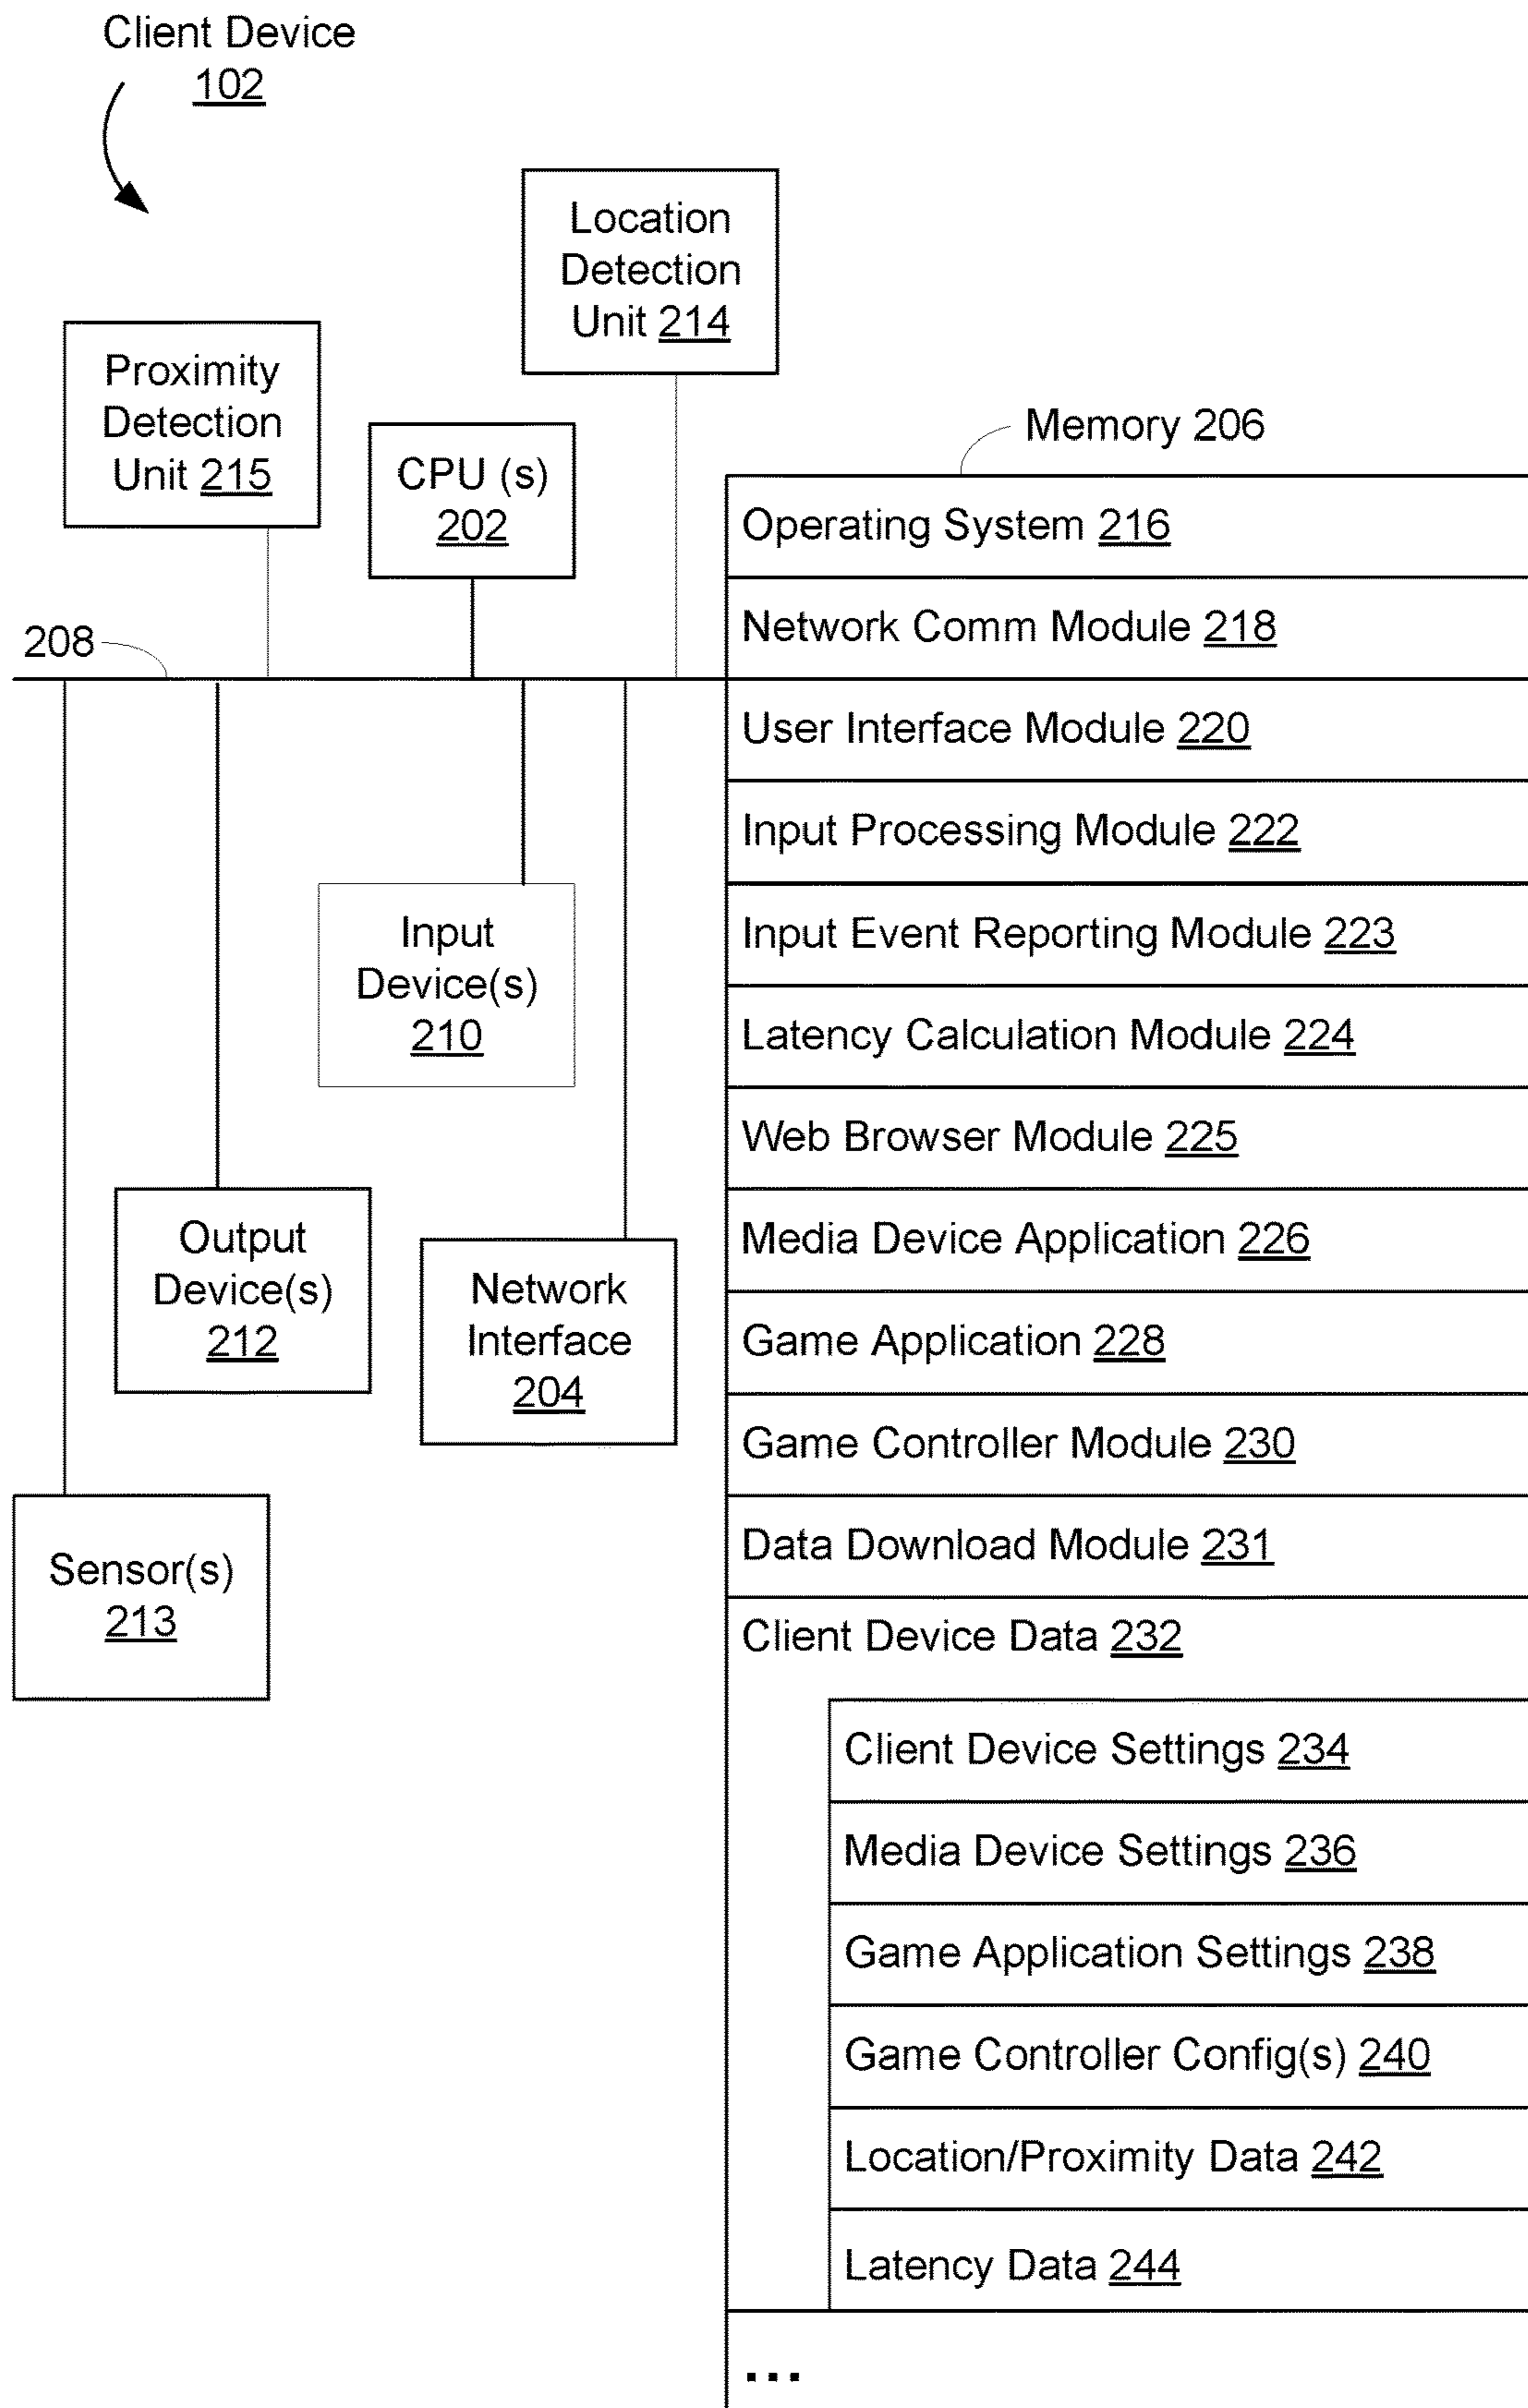 Client Device
102
Location
Detection
Unit 214
Proximity
Detection
Unit 215
CPU (s)
202
208
Input
Device(s)
210
Output
Device(s)
212
Network
Interface
204
Sensor(s)
213
Memory 206
Operating System 216
Network Comm Module 218
User Interface Module 220
Input Processing Module 222
Input Event Reporting Module 223
Latency Calculation Module 224
Web Browser Module 225
Media Device Application 226
Game Application 228
Game Controller Module 230
Data Download Module 231
Client Device Data 232
Client Device Settings 234
Media Device Settings 236
Game Application Settings 238
Game Controller Config(s) 240
Location/Proximity Data 242
Latency Data 244
...